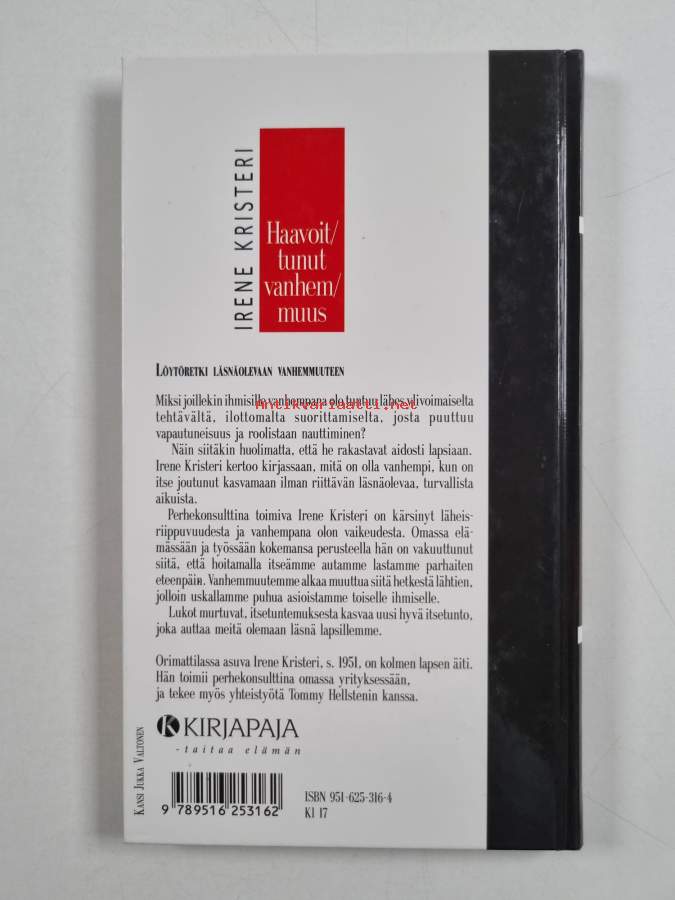 IRENE KRISTERI
Haavoit/
tunut
vanhem/
muus
LÖYTÖRETKI LÄSNÄOLEVAAN VANHEMMUUTEEN
Miksi joillekin ihmisille vanhempana olo tuntuu lähes ylivoimaiselta
Antikvariaatti.net
tehtävältä, ilottomalta suorittamiselta, josta puuttuu
vapautuneisuus ja roolistaan nauttiminen?
Näin siitäkin huolimatta, että he rakastavat aidosti lapsiaan.
Irene Kristeri kertoo kirjassaan, mitä on olla vanhempi, kun on
itse joutunut kasvamaan ilman riittävän läsnäolevaa, turvallista
aikuista.
Perhekonsulttina toimiva Irene Kristeri on kärsinyt läheis-
riippuvuudesta ja vanhempana olon vaikeudesta. Omassa elä-
mässään ja työssään kokemansa perusteella hän on vakuuttunut
siitä, että hoitamalla itseämme autamme lastamme parhaiten
eteenpäin. Vanhemmuutemme alkaa muuttua siitä hetkestä lähtien,
jolloin uskallamme puhua asioistamme toiselle ihmiselle.
Lukot murtuvat, itsetuntemuksesta kasvaa uusi hyvä itsetunto,
joka auttaa meitä olemaan läsnä lapsillemme.
Orimattilassa asuva Irene Kristeri, s. 1951, on kolmen lapsen äiti.
Hän toimii perhekonsulttina omassa yrityksessään,
ja tekee myös yhteistyötä Tommy Hellstenin kanssa.
K KIRJAPAJA
-taitaa elämän
KANSI JUKKA VALTONEN
9 789516 253162
ISBN 951-625-316-4
Kl 17